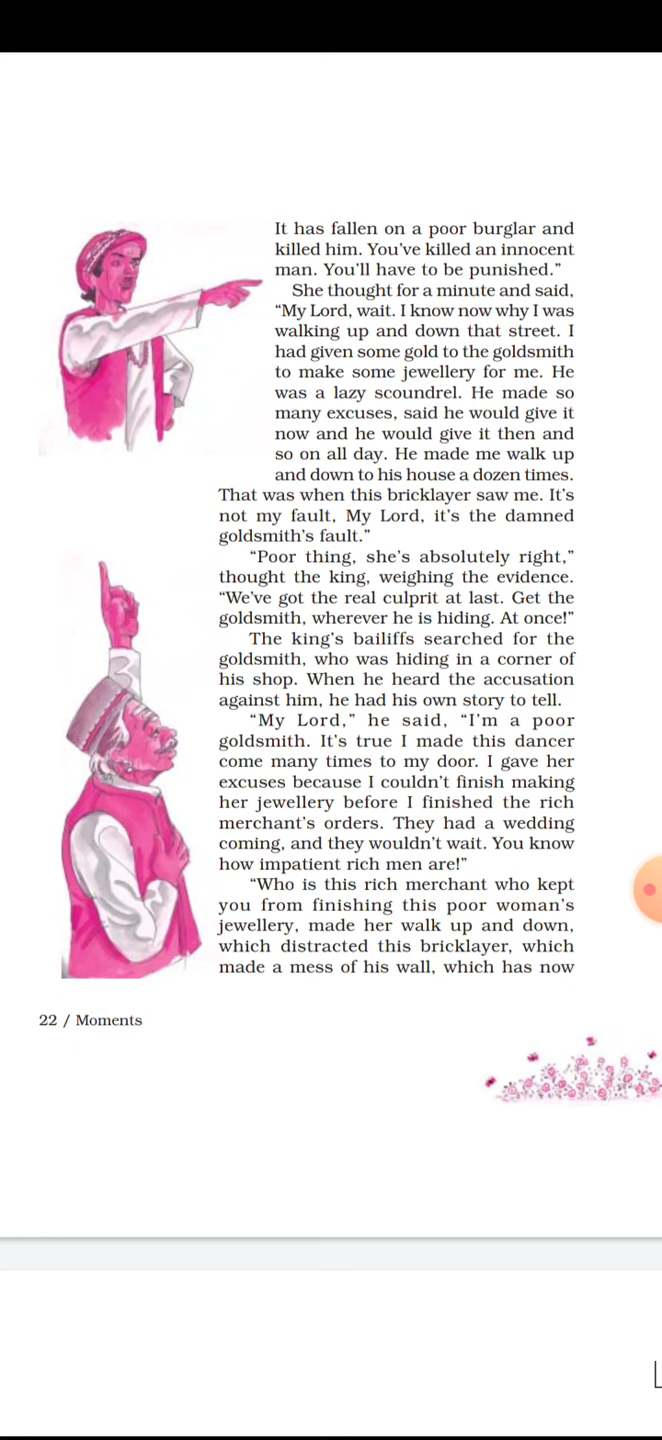 It has fallen on a poor burglar and
killed him. You’ve killed an innocent
man. You’ll have to be punished.”
She thought for a minute and said,
“My Lord, wait. I know now why I was
walking up and down that street. I
had given some gold to the goldsmith
to make some jewellery for me. He
was a lazy scoundrel. He made so
many excuses, said he would give it
now and he would give it then and
so on all day. He made me walk up
and down to his house a dozen times.
That was when this bricklayer saw me. It’s
not my fault, My Lord, it’s the damned
goldsmith’s fault.”
“Poor thing, she’s absolutely right,”
thought the king, weighing the evidence.
“We’ve got the real culprit at last. Get the
goldsmith, wherever he is hiding. At once!”
The king’s bailiffs searched for the
goldsmith, who was hiding in a corner of
his shop. When he heard the accusation
against him, he had his own story to tell.
“My Lord,” he said, “I’m a poor
goldsmith. It’s true I made this dancer
come many times to my door. I gave her
excuses because I couldn’t finish making
her jewellery before I finished the rich
merchant’s orders. They had a wedding
coming, and they wouldn’t wait. You know
how impatient rich men are!”
“Who is this rich merchant who kept
you from finishing this poor woman’s
jewellery, made her walk up and down,
which distracted this bricklayer, which
made a mess of his wall, which has now
22 / Moments